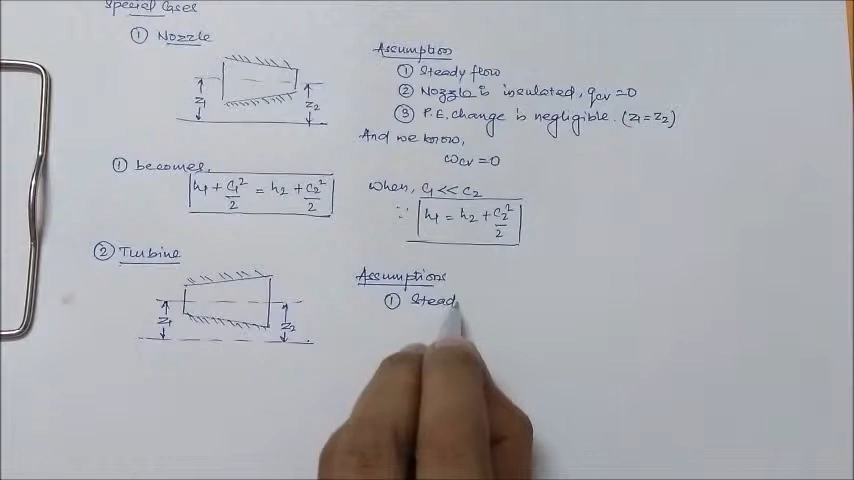 Special Cases
① Nozzle
z₁
z₂
Assumption
① Steady flow
② Nozzle is insulated, qcv = 0
③ P.E. change is negligible. (z₁ = z₂)
And we know,
wcv = 0
① becomes,
h₁ + C₁²/2 = h₂ + C₂²/2
when, C₁ << C₂
∵ h₁ = h₂ + C₂²/2
② Turbine
z₁
z₂
Assumptions
① Stead